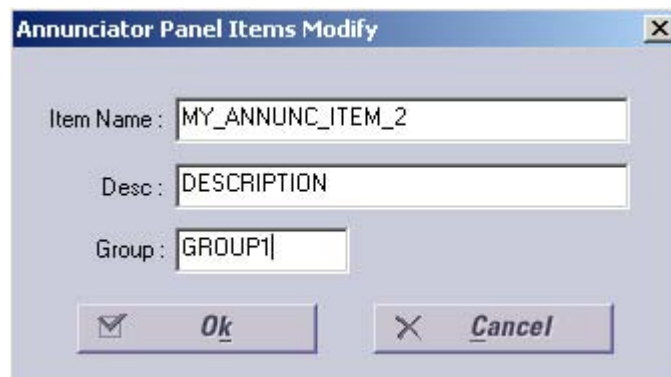 Annunciator Panel Items Modify
Item Name : MY_ANNUNC_ITEM_2
Desc : DESCRIPTION
Group : GROUP1
Ok Cancel